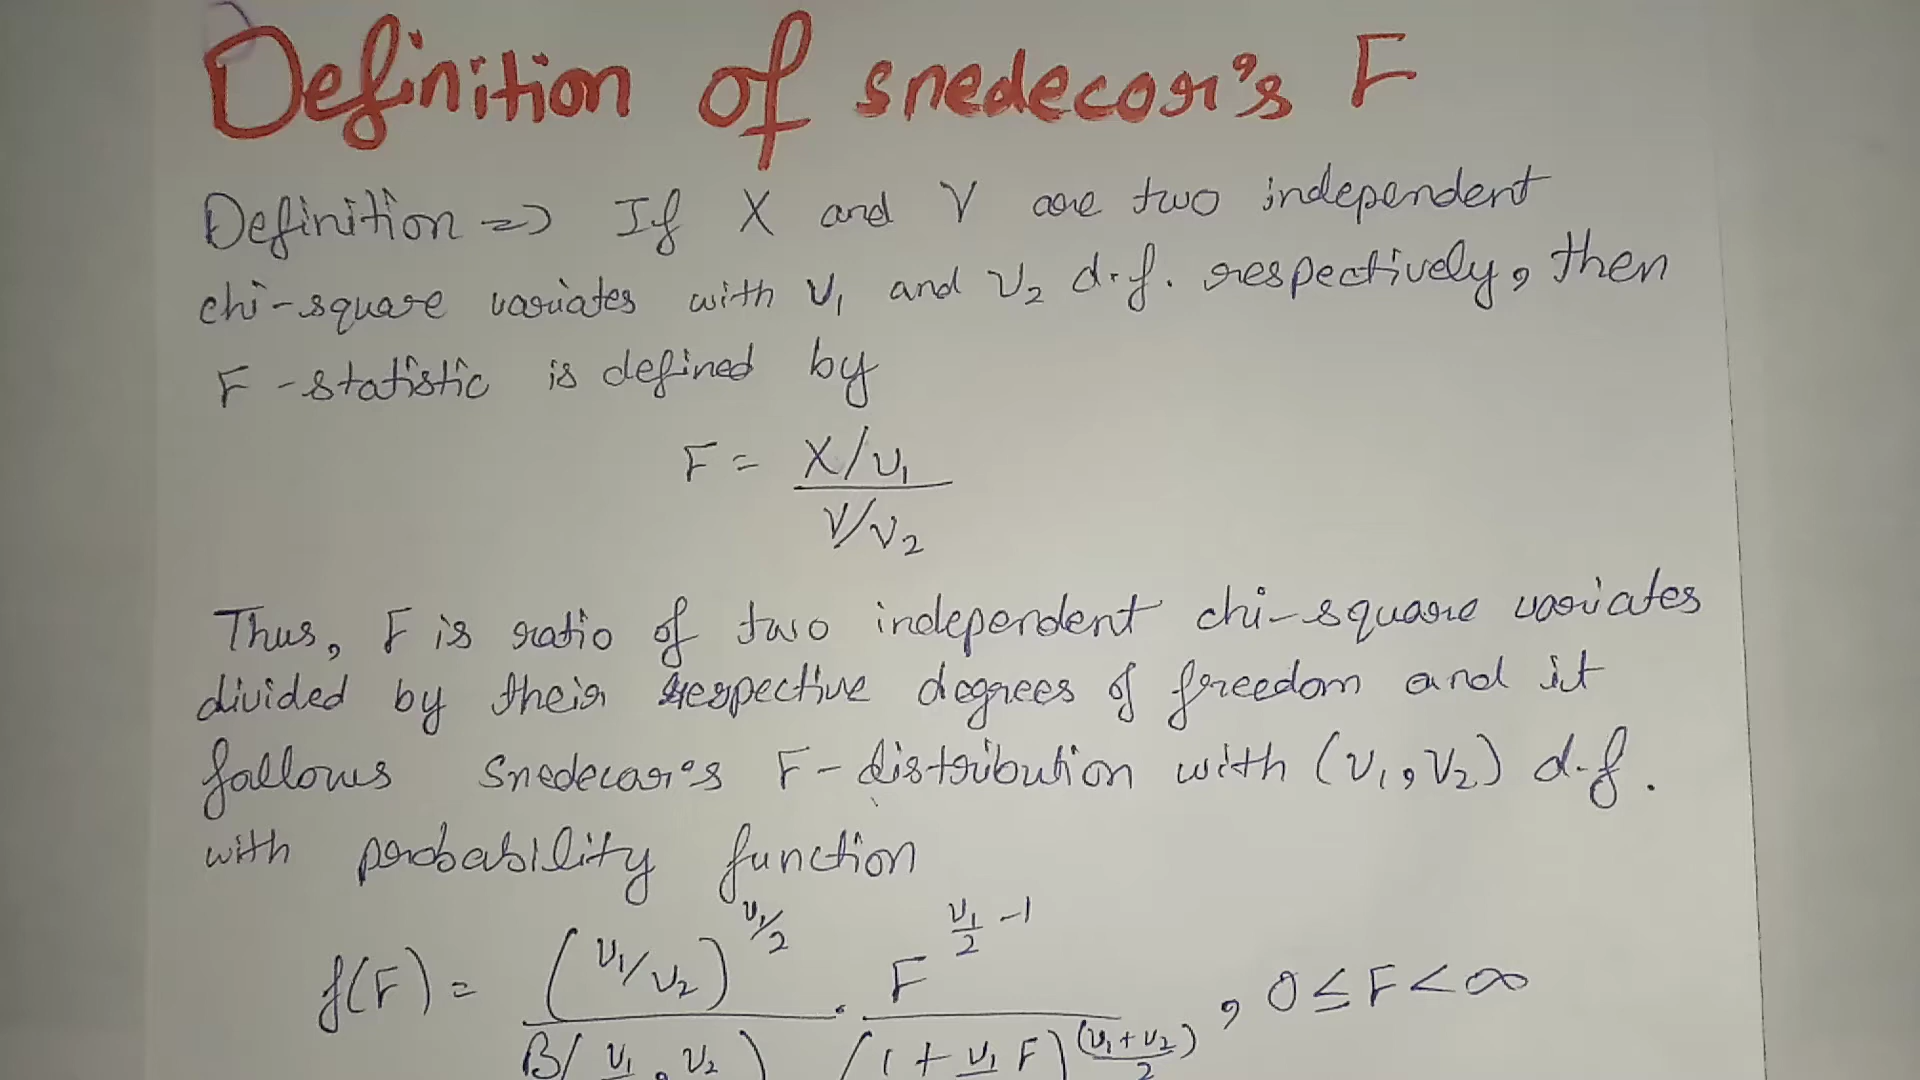 Definition of snedecor's F
Definition => If X and Y are two independent
chi-square variates with ν₁ and ν₂ d.f. respectively, then
F - statistic is defined by
F = X/ν₁
Y/ν₂
Thus, F is ratio of two independent chi-square variates
divided by their respective degrees of freedom and it
follows Snedecor's F - distribution with (ν₁, ν₂) d.f.
with probability function
f(F) = (ν₁/ν₂)^ν₁/2 . F^(ν₁/2 - 1) , 0 ≤ F < ∞
B(ν₁ , ν₂) (1 + ν₁ F)^(ν₁+ν₂)/2